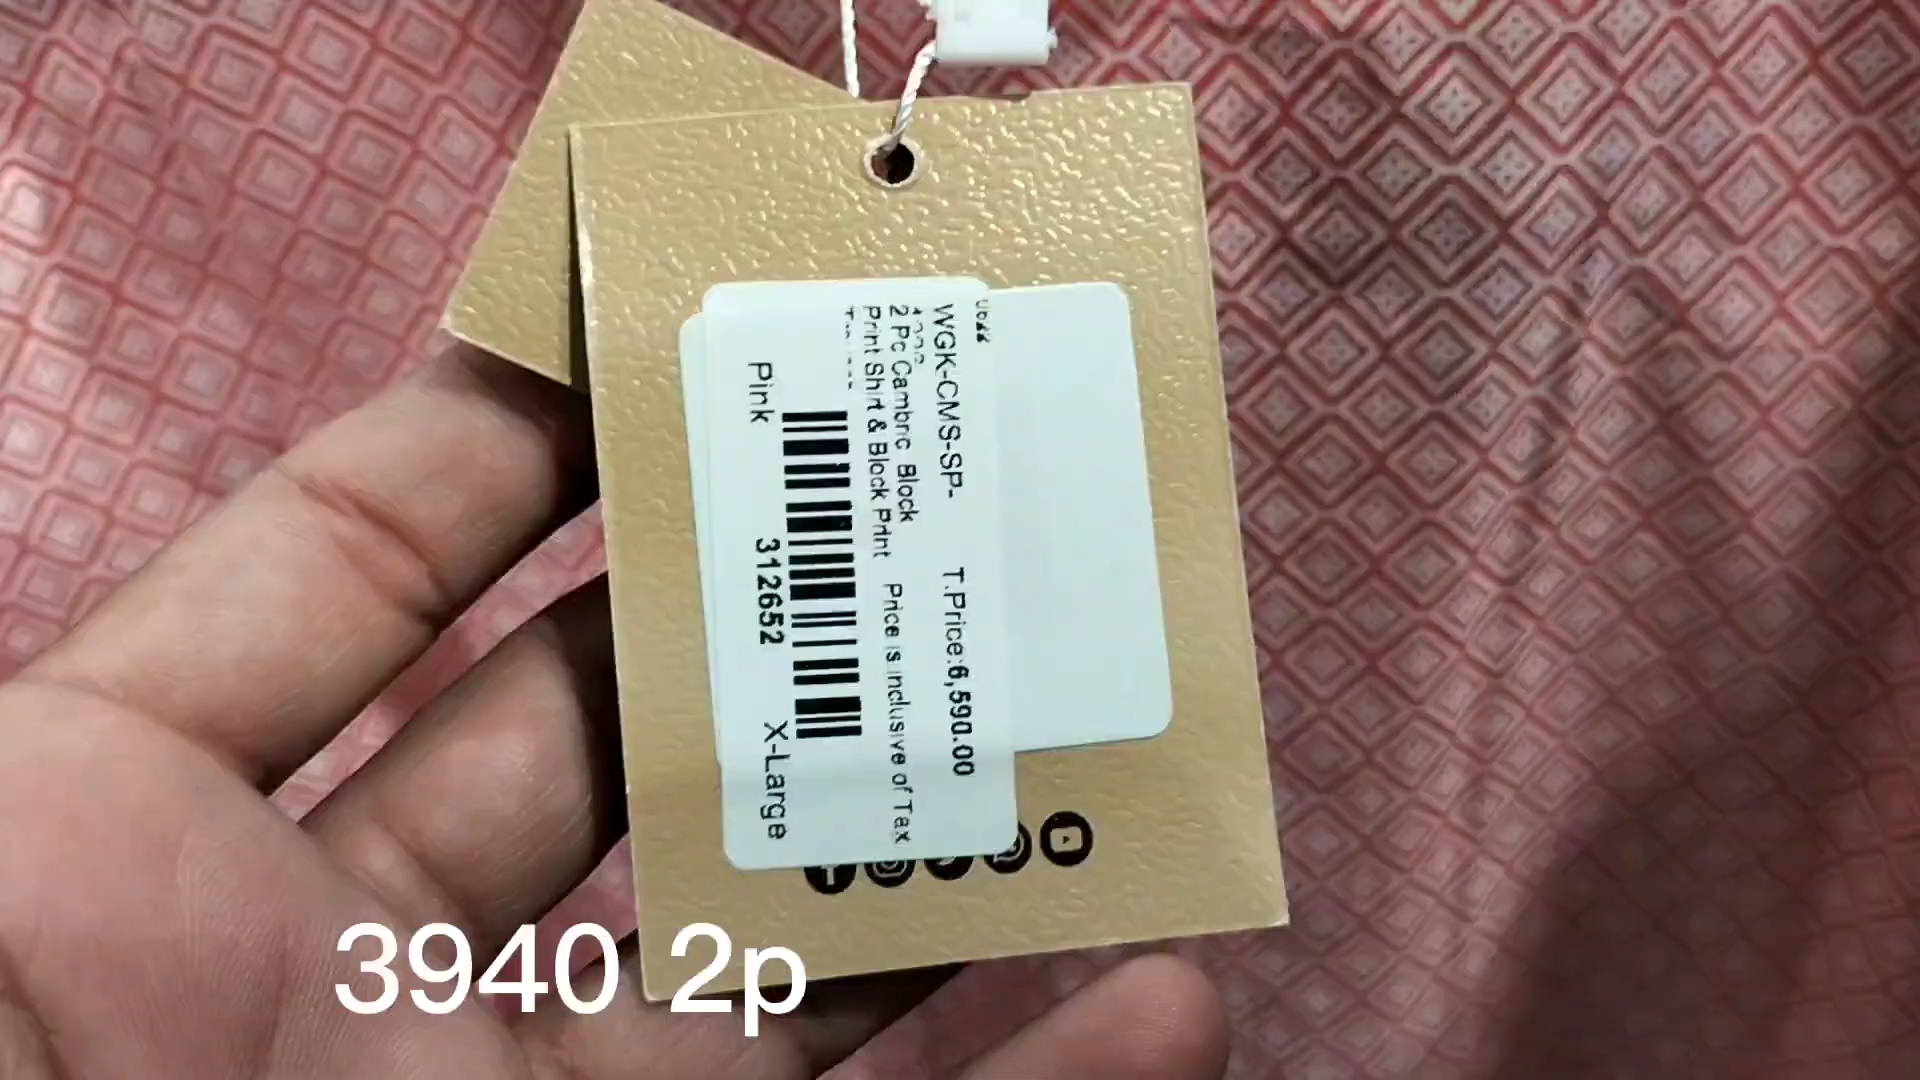 WGK-CMS-SP-
T.Price:6,590.00
2 Pc Cambric Block
Print Shirt & Block Print
Price is inclusive of Tax
Pink
312652
X-Large
3940 2p